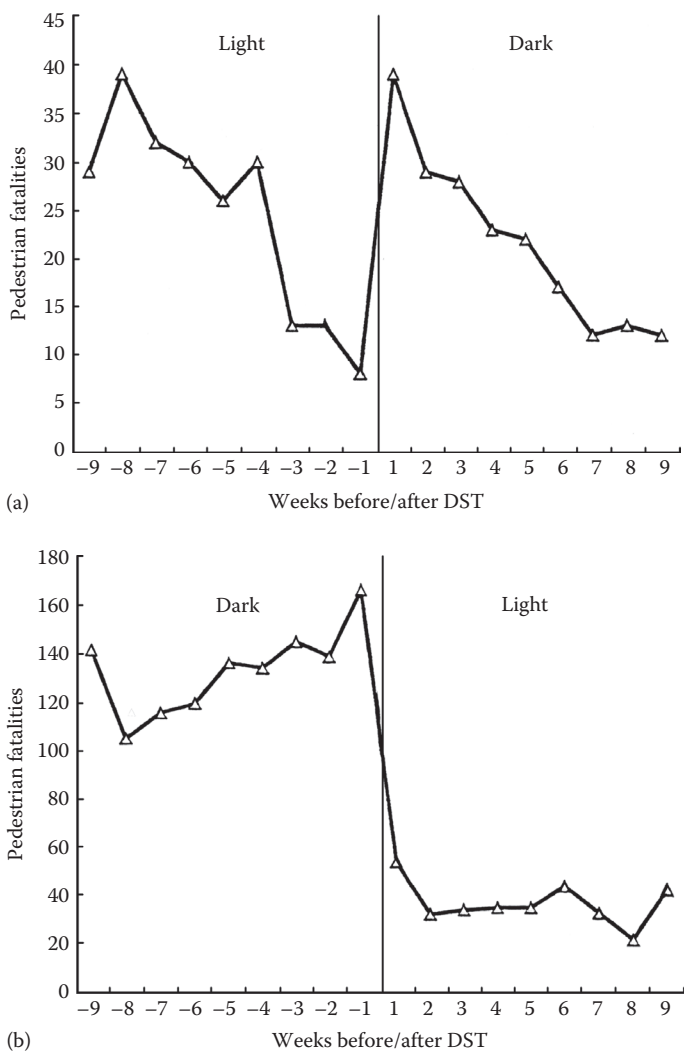 45
Light
Dark
40
35
30
25
20
15
10
5
0
Pedestrian fatalities
–9 –8 –7 –6 –5 –4 –3 –2 –1 1 2 3 4 5 6 7 8 9
(a)
Weeks before/after DST
180
Dark
Light
160
140
120
100
80
60
40
20
0
Pedestrian fatalities
–9 –8 –7 –6 –5 –4 –3 –2 –1 1 2 3 4 5 6 7 8 9
(b)
Weeks before/after DST